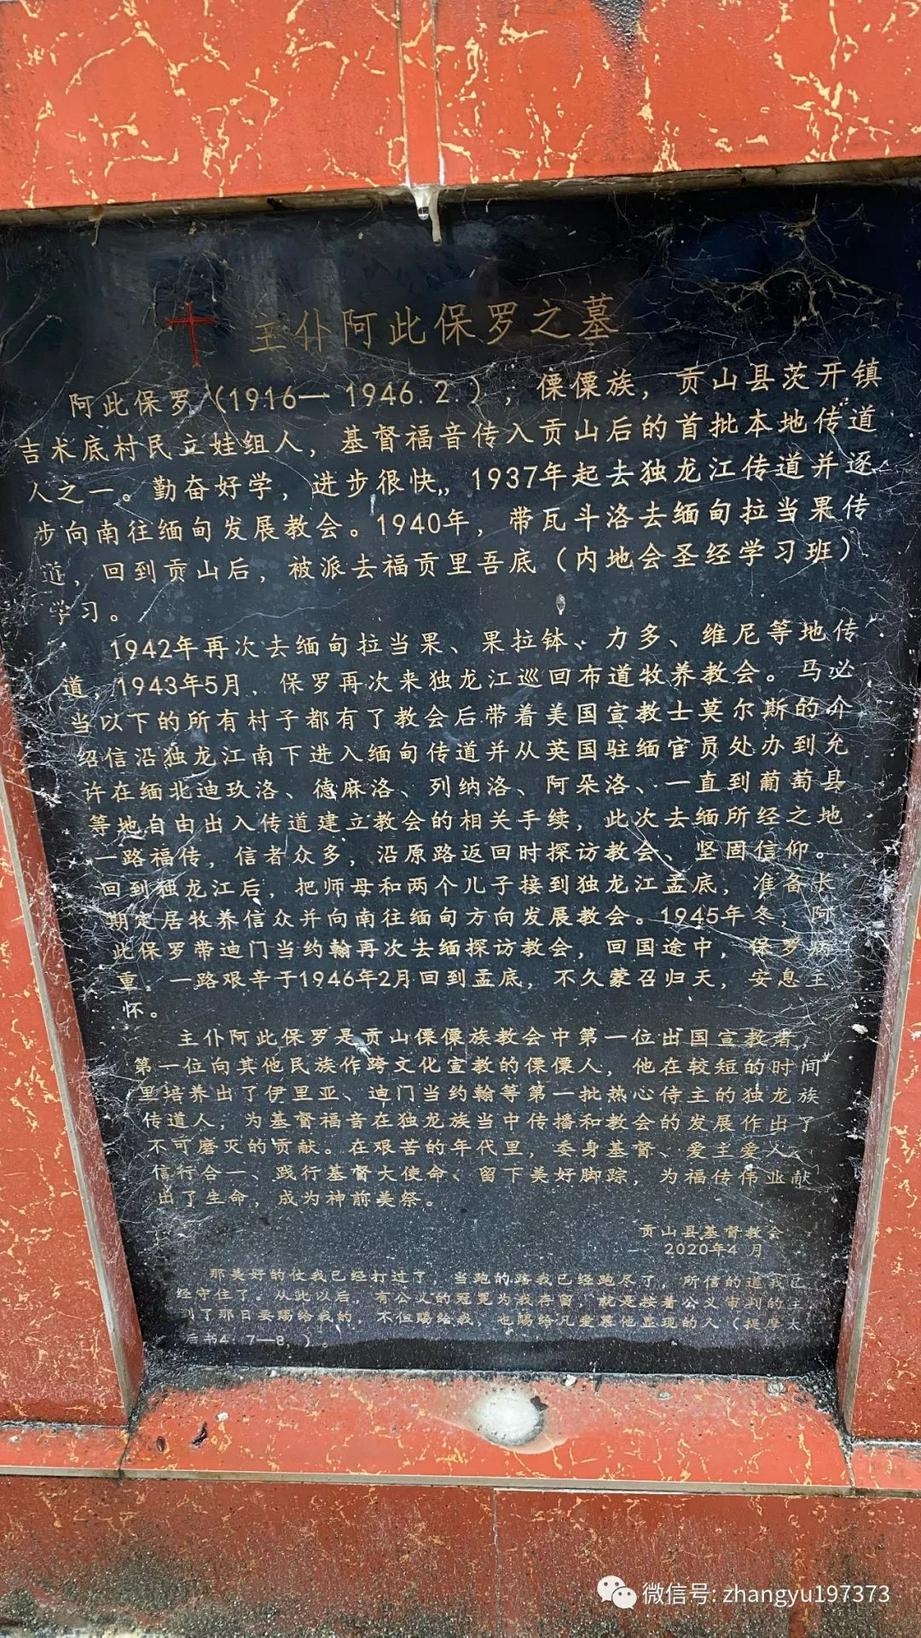 主仆阿此保罗之墓
阿此保罗(1916— 1946.2.)，傈僳族，贡山县茨开镇
吉术底村民立娃组人，基督福音传入贡山后的首批本地传道
人之一。勤奋好学，进步很快，1937年起去独龙江传道并逐
步向南往缅甸发展教会。1940年，带瓦斗洛去缅甸拉当果传
道，回到贡山后，被派去福贡里吾底（内地会圣经学习班）
学习。
1942年再次去缅甸拉当果、果拉钵、力多、维尼等地传
道，1943年5月，保罗再次来独龙江巡回布道牧养教会。马必
当以下的所有村子都有了教会后带着美国宣教士莫尔斯的介
绍信沿独龙江南下进入缅甸传道并从英国驻缅官员处办到允
许在缅北迪玖洛、德麻洛、列纳洛、阿朵洛、一直到葡萄县
等地自由出入传道建立教会的相关手续，此次去缅所经之地
一路福传，信者众多，沿原路返回时探访教会、坚固信仰。
回到独龙江后，把师母和两个儿子接到独龙江孟底，准备长
期定居牧养信众并向南往缅甸方向发展教会。1945年冬，阿
此保罗带迪门当约翰再次去缅探访教会，回国途中，保罗病
重。一路艰辛于1946年2月回到孟底，不久蒙召归天，安息主
怀。
主仆阿此保罗是贡山傈僳族教会中第一位出国宣教者，
第一位向其他民族作跨文化宣教的傈僳人，他在较短的时间
里培养出了伊里亚、迪门当约翰等第一批热心侍主的独龙族
传道人，为基督福音在独龙族当中传播和教会的发展作出了
不可磨灭的贡献。在艰苦的年代里，委身基督、爱主爱人、
信行合一、践行基督大使命、留下美好脚踪，为福传伟业献
出了生命，成为神前美祭。
贡山县基督教会
2020年4 月
那美好的仗我已经打过了，当跑的路我已经跑尽了，所信的道我已
经守住了。从此以后，有公义的冠冕为我存留，就是按着公义审判的主
到了那日要赐给我的，不但赐给我，也赐给凡爱慕他显现的人（提摩太
后书4:7—8，）。
微信号: zhangyu197373